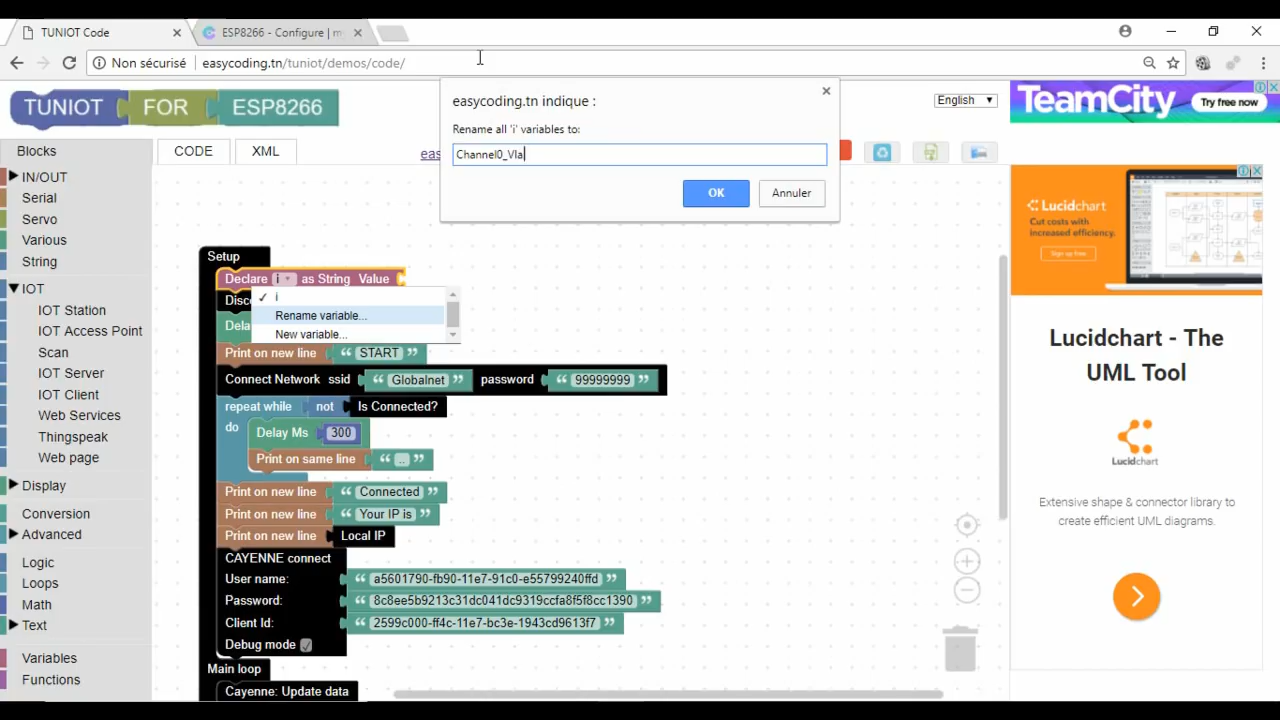 TUNIOT Code
ESP8266 - Configure | my
Non sécurisé
easycoding.tn/tuniot/demos/code/
TUNIOT
FOR
ESP8266
easycoding.tn indique :
Rename all 'i' variables to:
Channel0_Vla
OK
Annuler
English
TeamCity
Try free now
Blocks
CODE
XML
eas
IN/OUT
Serial
Servo
Various
String
IOT
IOT Station
IOT Access Point
Scan
IOT Server
IOT Client
Web Services
Thingspeak
Web page
Display
Conversion
Advanced
Logic
Loops
Math
Text
Variables
Functions
Setup
Declare i as String Value
Disc
i
Rename variable...
New variable...
Dela
Print on new line “ START ”
Connect Network ssid “ Globalnet ” password “ 99999999 ”
repeat while not Is Connected?
do
Delay Ms 300
Print on same line “ .. ”
Print on new line “ Connected ”
Print on new line “ Your IP is ”
Print on new line Local IP
CAYENNE connect
User name: “ a5601790-fb90-11e7-91c0-e55799240ffd ”
Password: “ 8c8ee5b9213c31dc041dc9319ccfa8f5f8cc1390 ”
Client Id: “ 2599c000-ff4c-11e7-bc3e-1943cd9613f7 ”
Debug mode
Main loop
Cayenne: Update data
Lucidchart
Cut costs with
increased efficiency.
Sign up free
Lucidchart - The
UML Tool
Lucidchart
Extensive shape & connector library to
create efficient UML diagrams.